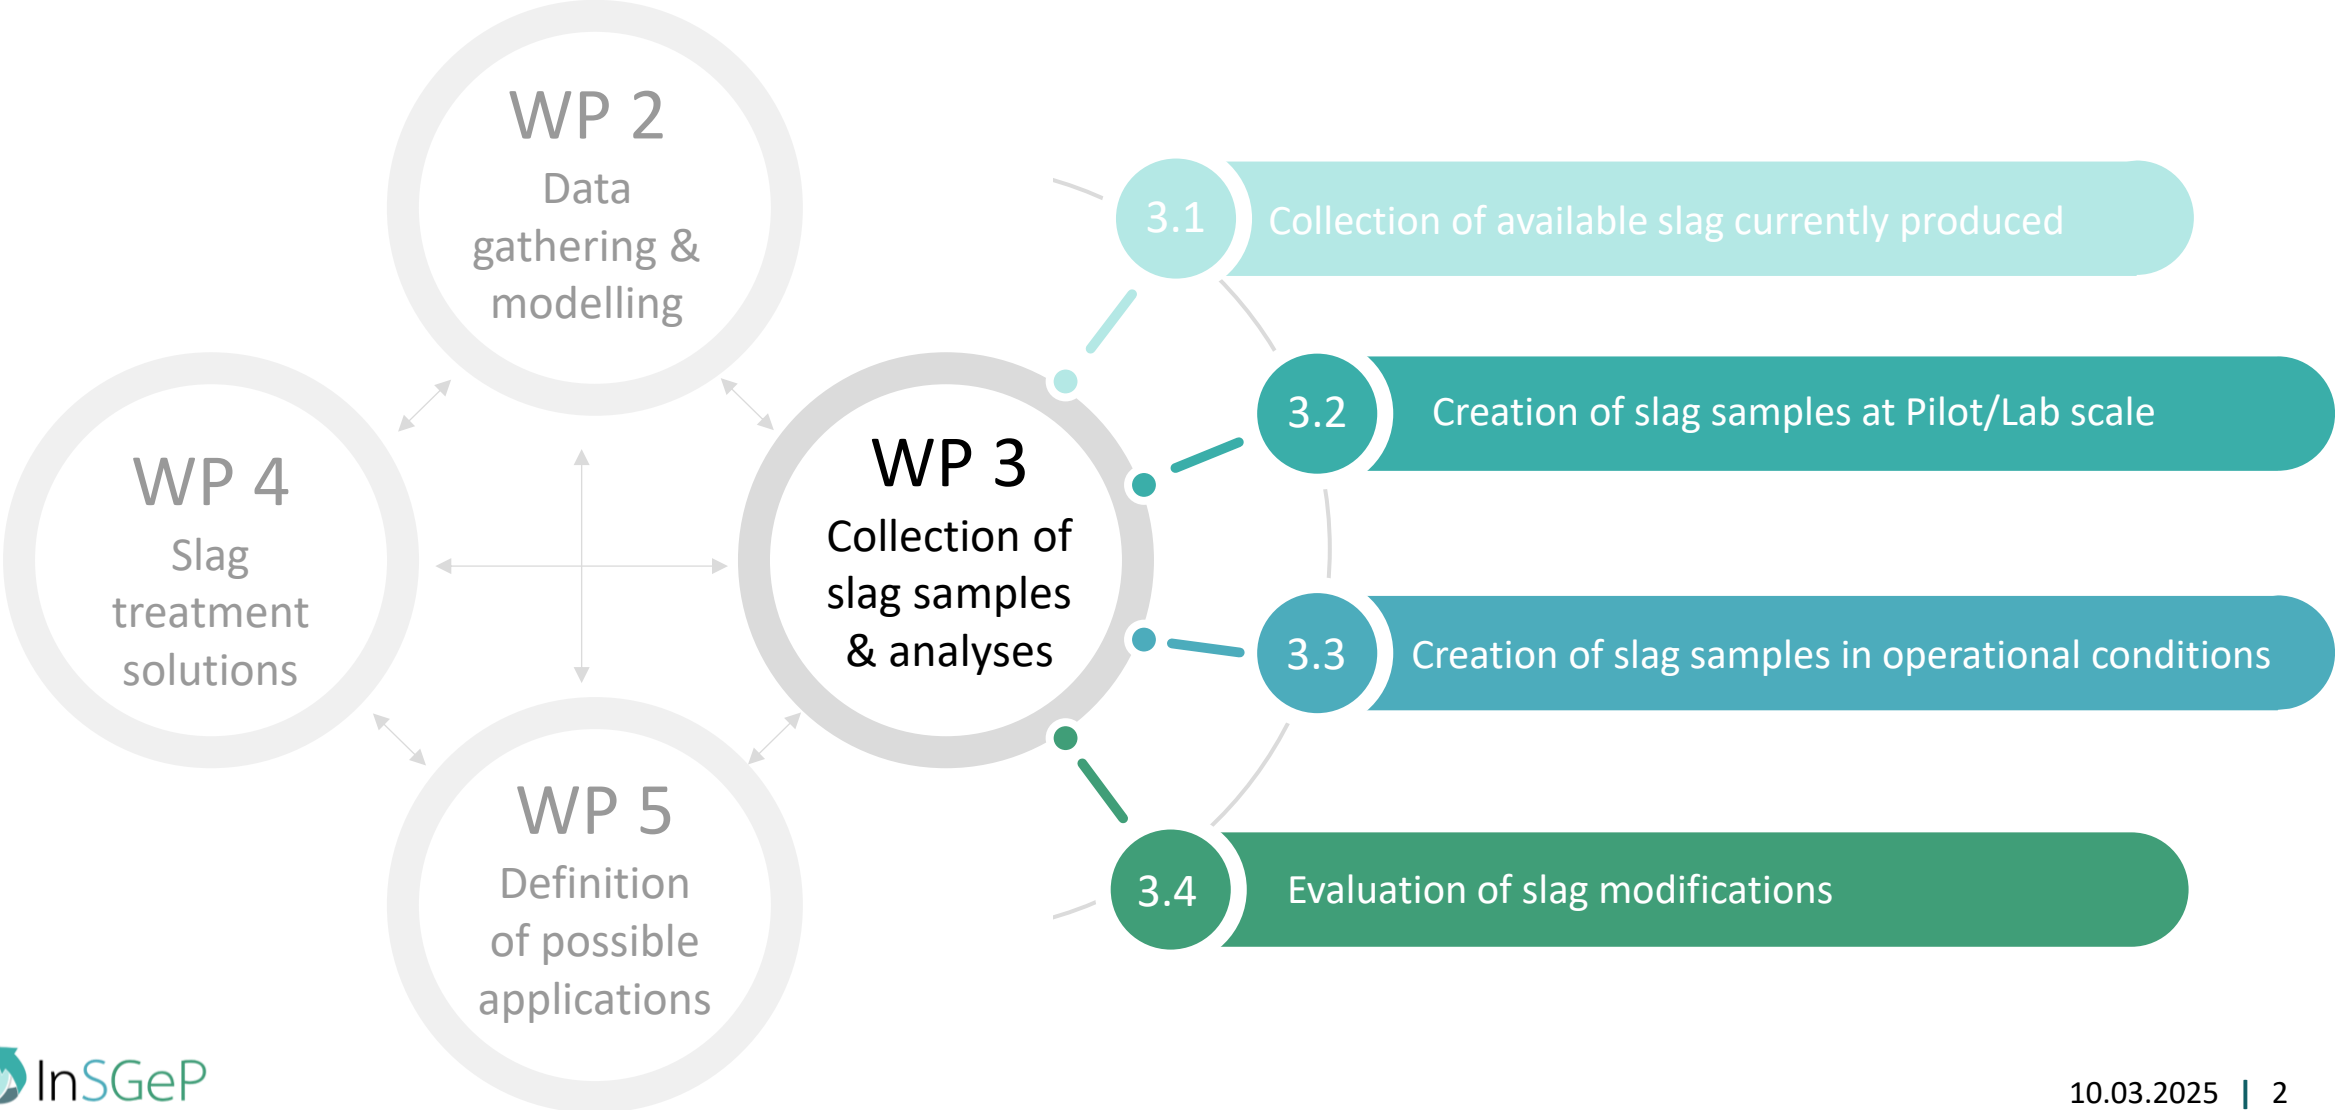 WP 2
Data
gathering &
modelling
WP 4
Slag
treatment
solutions
WP 3
Collection of
slag samples
& analyses
WP 5
Definition
of possible
applications
3.1 Collection of available slag currently produced
3.2 Creation of slag samples at Pilot/Lab scale
3.3 Creation of slag samples in operational conditions
3.4 Evaluation of slag modifications
InSGeP
10.03.2025 | 2